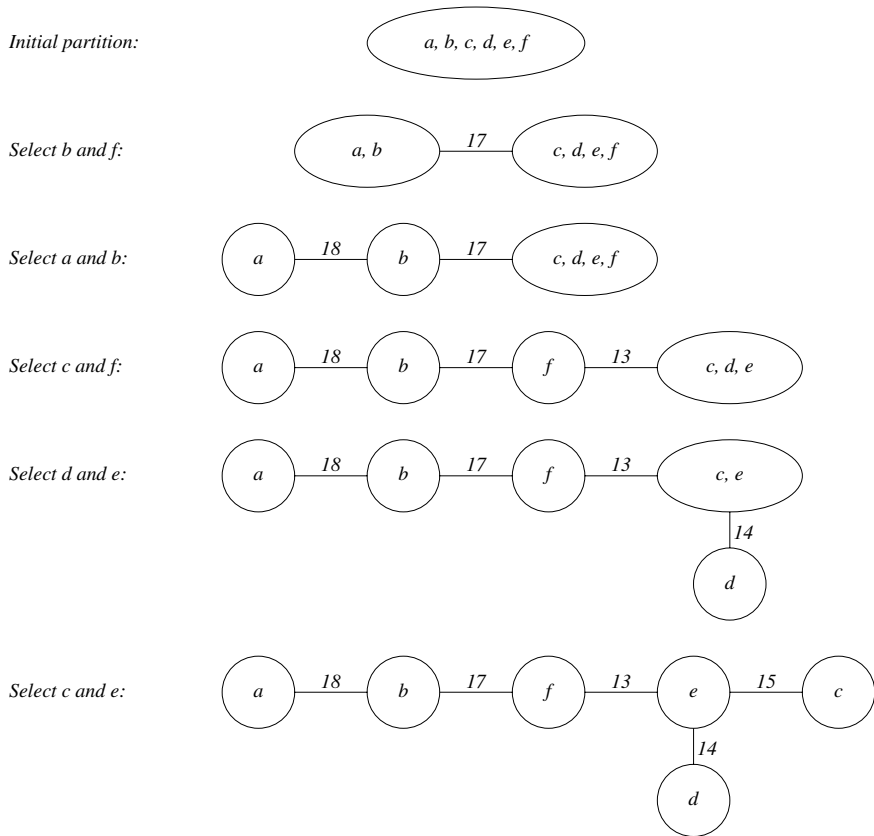 Initial partition:
a, b, c, d, e, f
Select b and f:
a, b
17
c, d, e, f
Select a and b:
a
18
b
17
c, d, e, f
Select c and f:
a
18
b
17
f
13
c, d, e
Select d and e:
a
18
b
17
f
13
c, e
14
d
Select c and e:
a
18
b
17
f
13
e
15
c
14
d